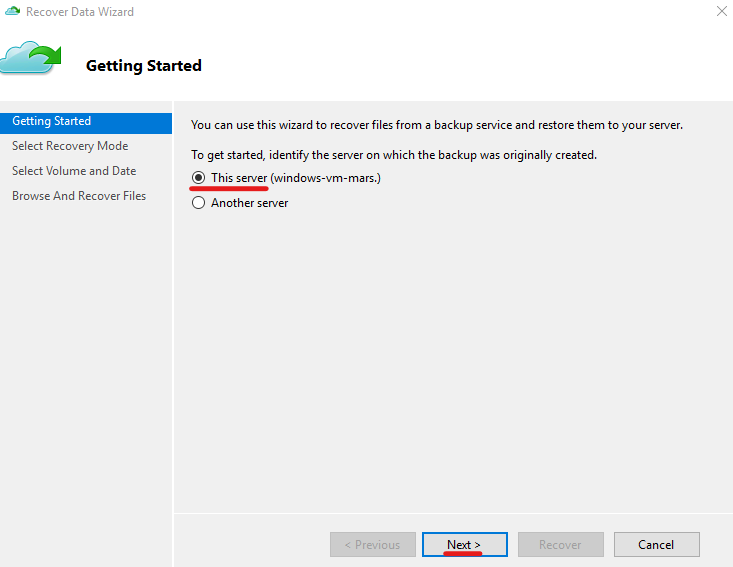 Recover Data Wizard
Getting Started
Getting Started
Select Recovery Mode
Select Volume and Date
Browse And Recover Files
You can use this wizard to recover files from a backup service and restore them to your server.
To get started, identify the server on which the backup was originally created.
This server (windows-vm-mars.)
Another server
< Previous
Next >
Recover
Cancel